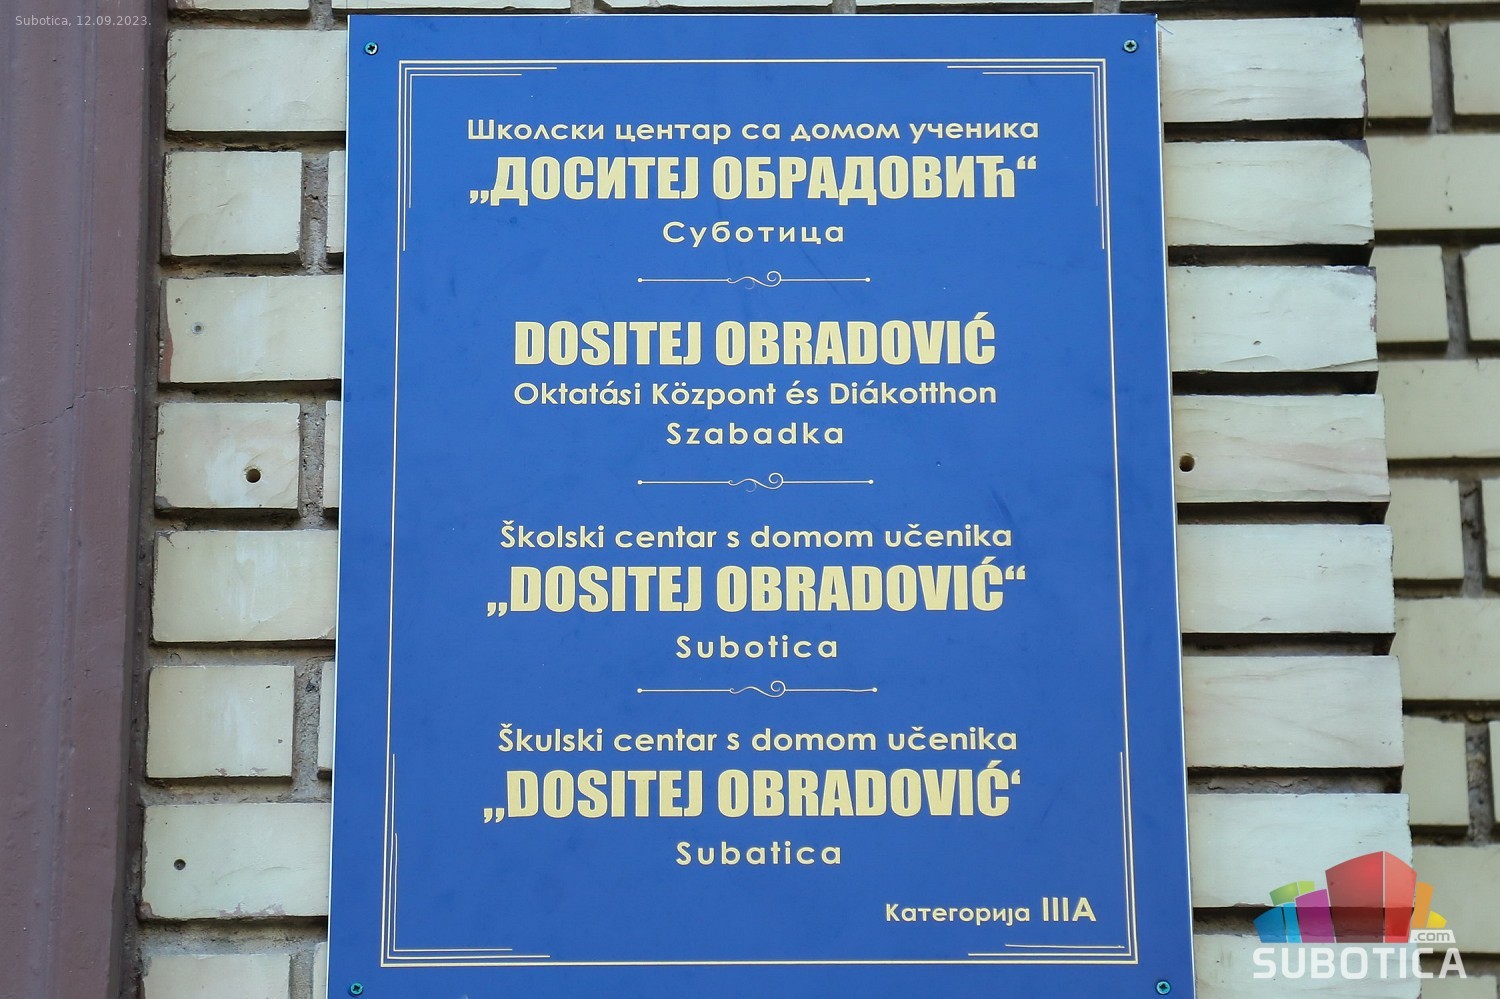 Subotica, 12.09.2023.
Школски центар са домом ученика
„ДОСИТЕЈ ОБРАДОВИЋ“
Суботица
DOSITEJ OBRADOVIĆ
Oktatási Központ és Diákotthon
Szabadka
Školski centar s domom učenika
„DOSITEJ OBRADOVIĆ“
Subotica
Škulski centar s domom učenika
„DOSITEJ OBRADOVIĆ‘
Subatica
Категорија IIIA
.com
SUBOTICA